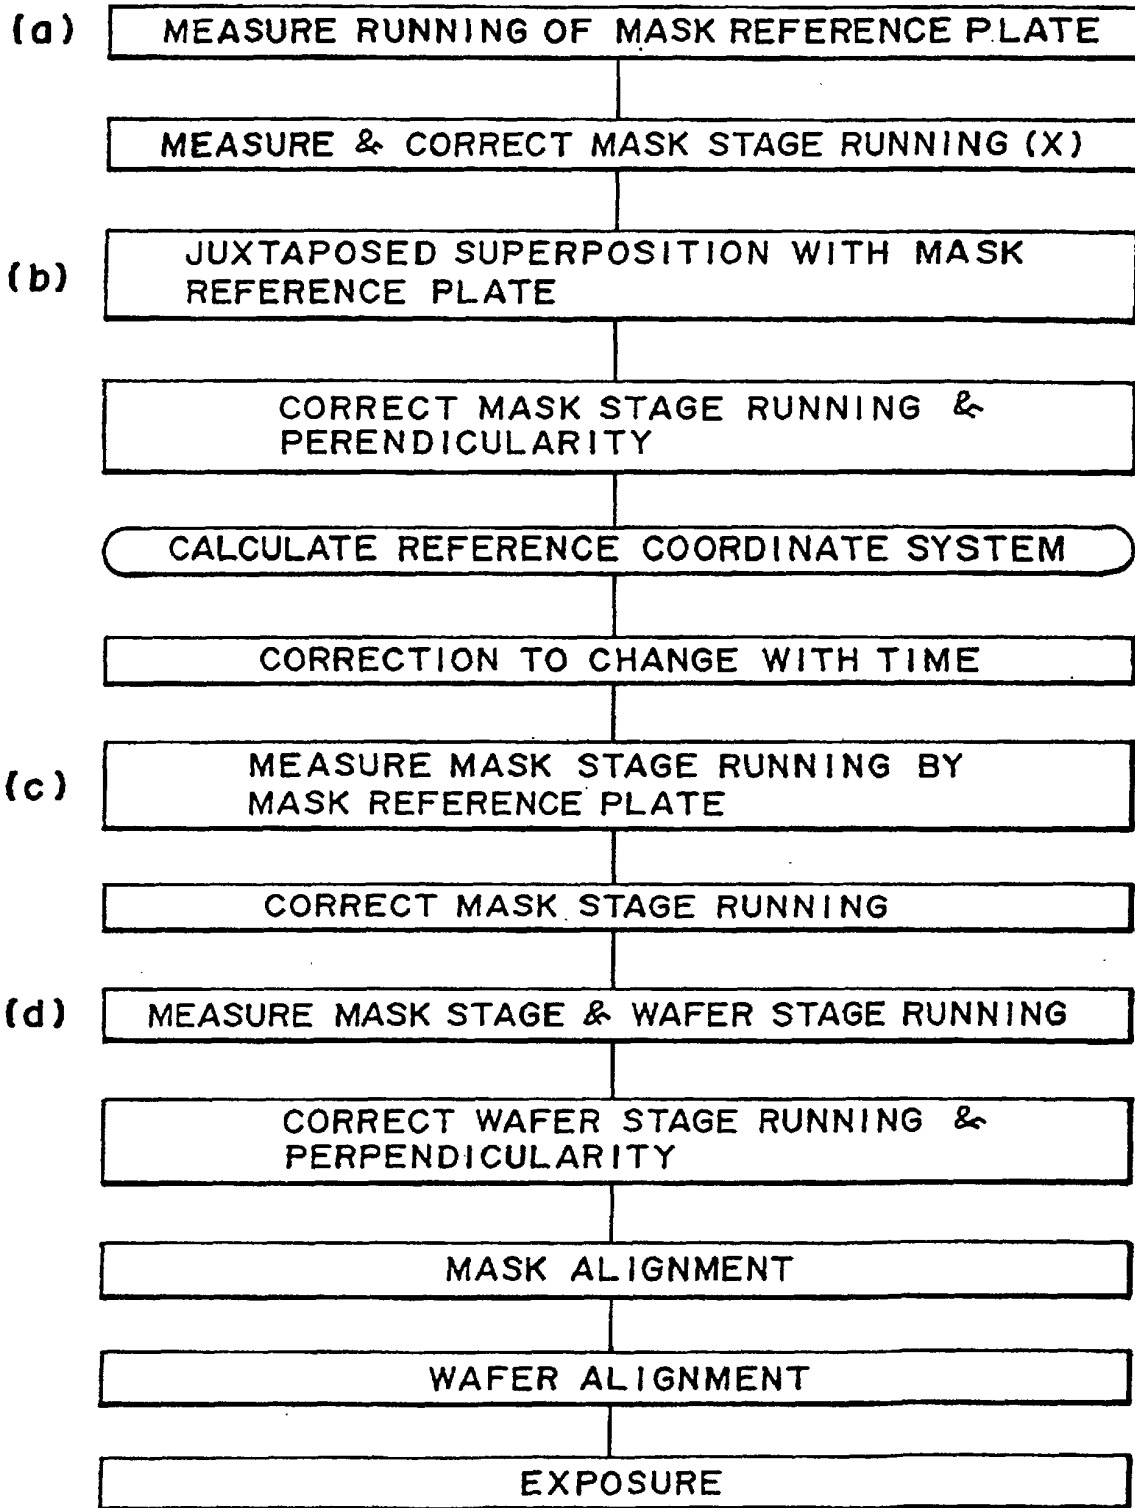 (a) MEASURE RUNNING OF MASK REFERENCE PLATE
MEASURE & CORRECT MASK STAGE RUNNING (X)
(b) JUXTAPOSED SUPERPOSITION WITH MASK
REFERENCE PLATE
CORRECT MASK STAGE RUNNING &
PERENDICULARITY
CALCULATE REFERENCE COORDINATE SYSTEM
CORRECTION TO CHANGE WITH TIME
(c) MEASURE MASK STAGE RUNNING BY
MASK REFERENCE PLATE
CORRECT MASK STAGE RUNNING
(d) MEASURE MASK STAGE & WAFER STAGE RUNNING
CORRECT WAFER STAGE RUNNING &
PERPENDICULARITY
MASK ALIGNMENT
WAFER ALIGNMENT
EXPOSURE